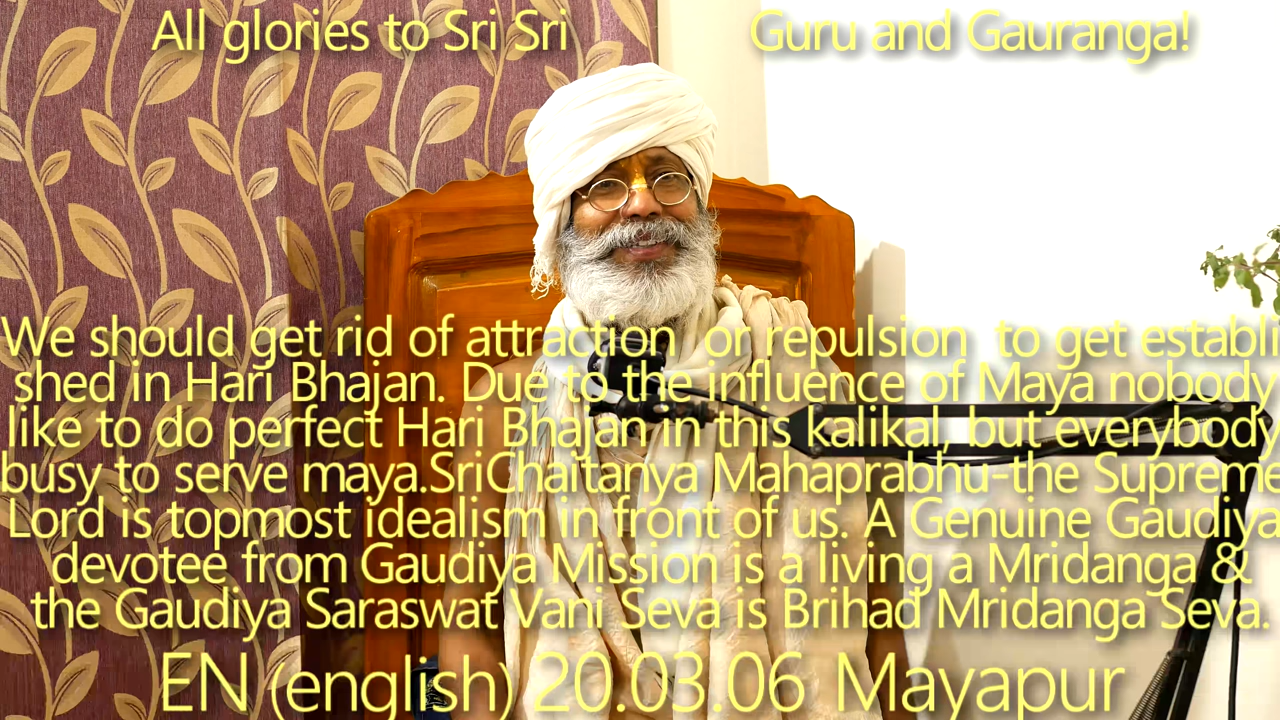 All glories to Sri Sri Guru and Gauranga!
We should get rid of attraction or repulsion to get establi
shed in Hari Bhajan. Due to the influence of Maya nobody
like to do perfect Hari Bhajan in this kalikal, but everybody
busy to serve maya.SriChaitanya Mahaprabhu-the Supreme
Lord is topmost idealism in front of us. A Genuine Gaudiya
devotee from Gaudiya Mission is a living a Mridanga &
the Gaudiya Saraswat Vani Seva is Brihad Mridanga Seva.
EN (english) 20.03.06 Mayapur